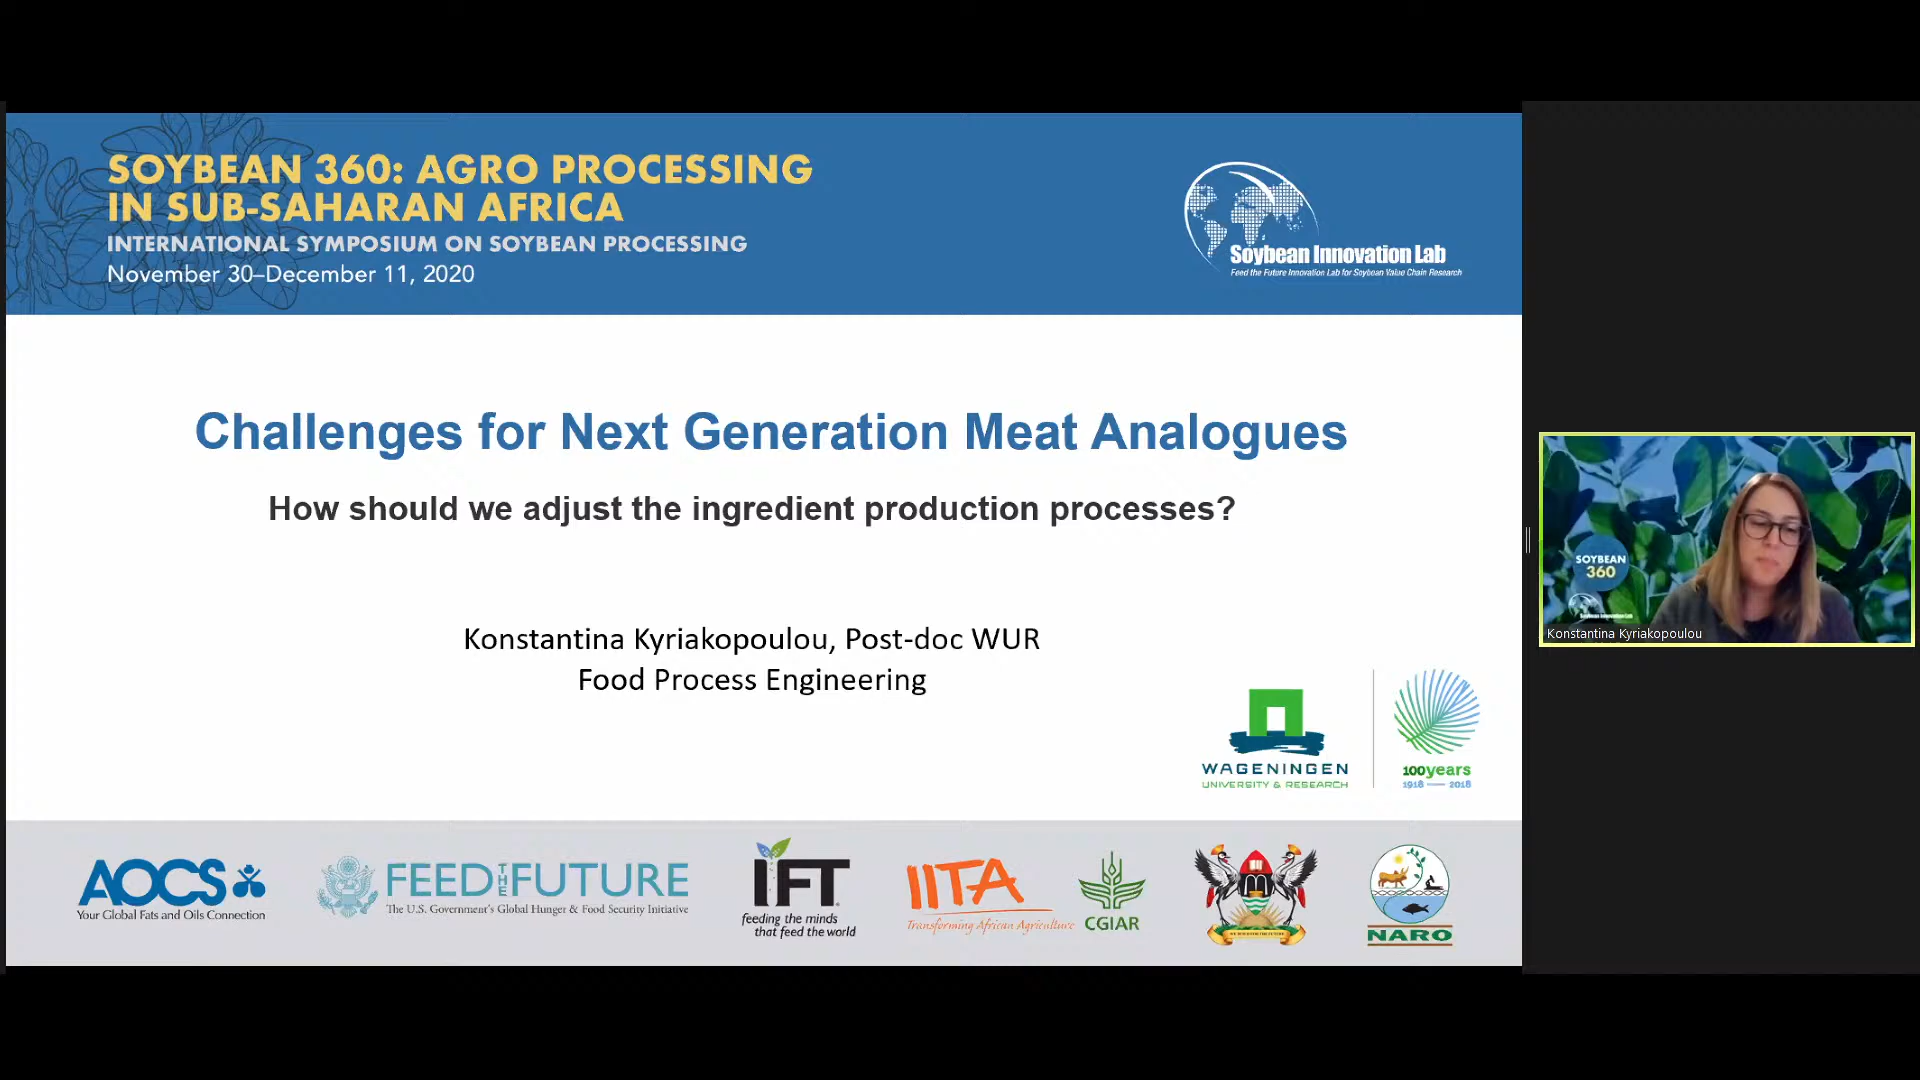 SOYBEAN 360: AGRO PROCESSING
IN SUB-SAHARAN AFRICA
INTERNATIONAL SYMPOSIUM ON SOYBEAN PROCESSING
November 30–December 11, 2020
Soybean Innovation Lab
Feed the Future Innovation Lab for Soybean Value Chain Research
Challenges for Next Generation Meat Analogues
How should we adjust the ingredient production processes?
Konstantina Kyriakopoulou, Post-doc WUR
Food Process Engineering
WAGENINGEN
UNIVERSITY & RESEARCH
100years
1918 — 2018
SOYBEAN
360
Konstantina Kyriakopoulou
AOCS
Your Global Fats and Oils Connection
FEED THE FUTURE
The U.S. Government's Global Hunger & Food Security Initiative
IFT
feeding the minds
that feed the world
IITA
Transforming African Agriculture
CGIAR
NARO